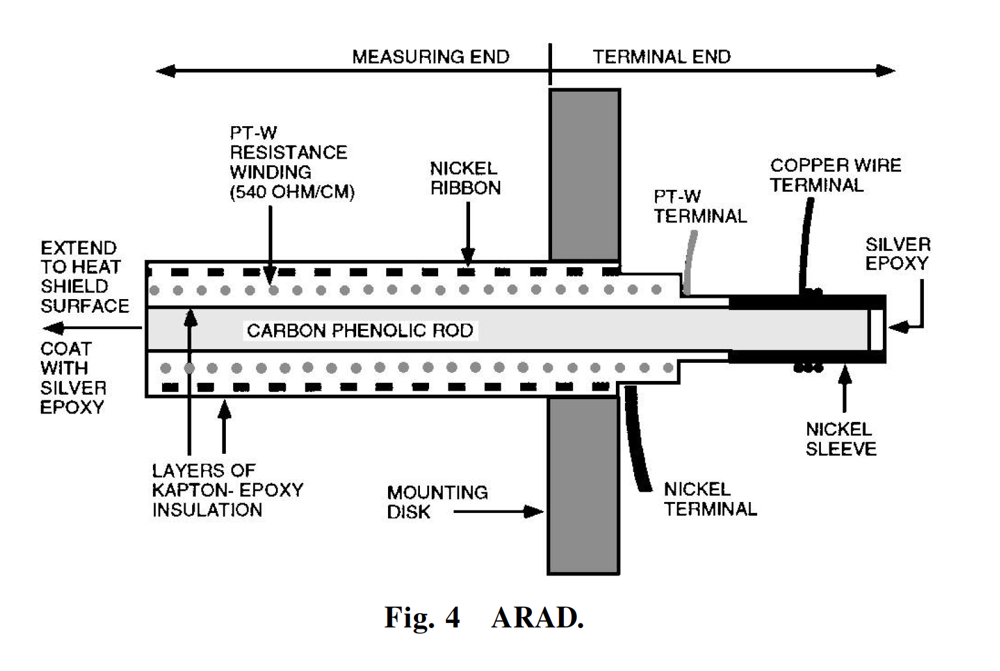 MEASURING END
TERMINAL END
PT-W
RESISTANCE
WINDING
(540 OHM/CM)
NICKEL
RIBBON
COPPER WIRE
TERMINAL
PT-W
TERMINAL
SILVER
EPOXY
EXTEND
TO HEAT
SHIELD
SURFACE
COAT
WITH
SILVER
EPOXY
CARBON PHENOLIC ROD
NICKEL
SLEEVE
LAYERS OF
KAPTON- EPOXY
INSULATION
MOUNTING
DISK
NICKEL
TERMINAL
Fig. 4 ARAD.